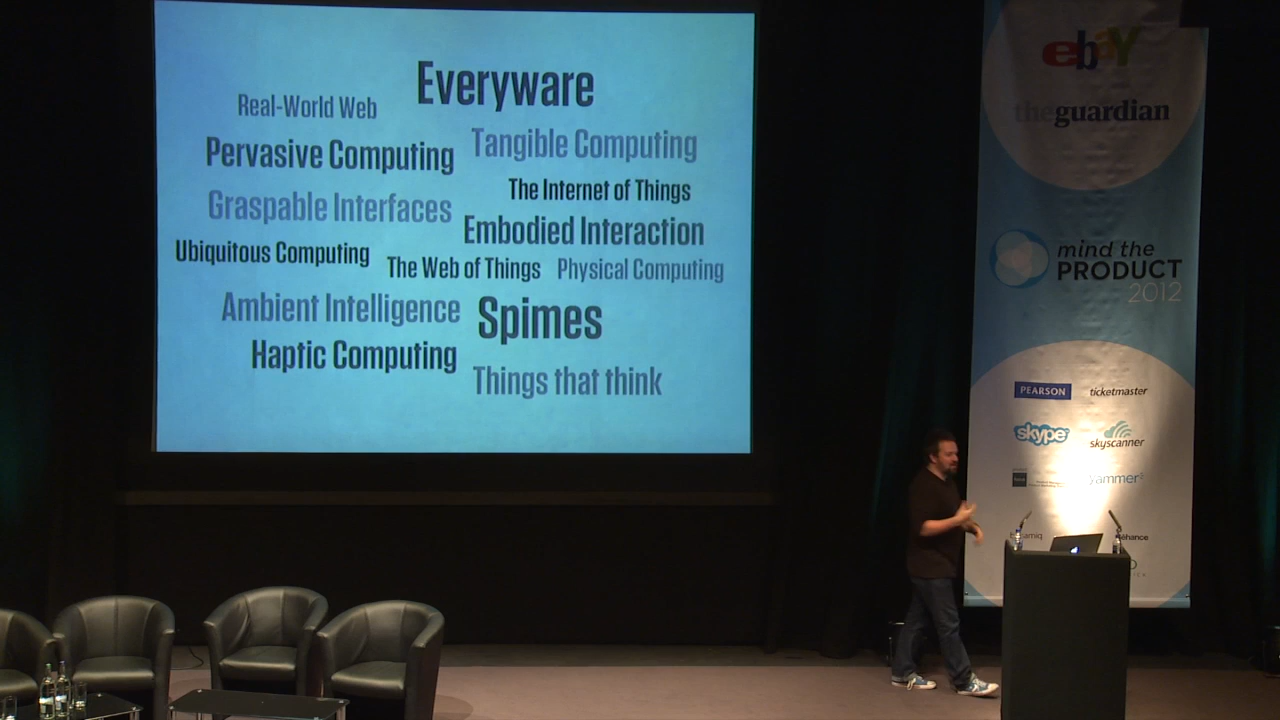 Everyware
Real-World Web
Tangible Computing
Pervasive Computing
The Internet of Things
Graspable Interfaces
Embodied Interaction
Ubiquitous Computing
The Web of Things
Physical Computing
Ambient Intelligence
Spimes
Haptic Computing
Things that think
ebaY
theguardian
mind the
PRODUCT
2012
PEARSON
ticketmaster
skype
skyscanner
yammer